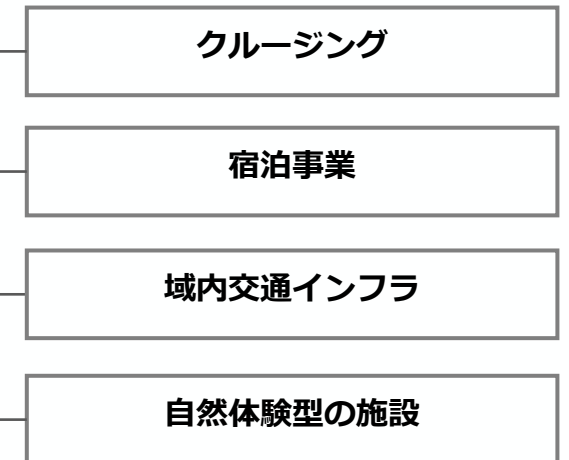 クルージング
宿泊事業
域内交通インフラ
自然体験型の施設